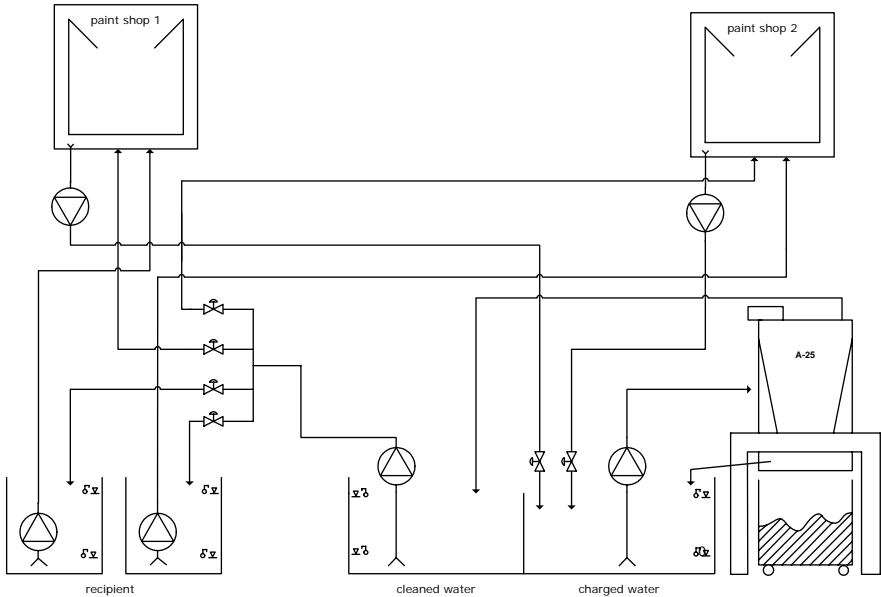 paint shop 1
paint shop 2
A-25
recipient
cleaned water
charged water